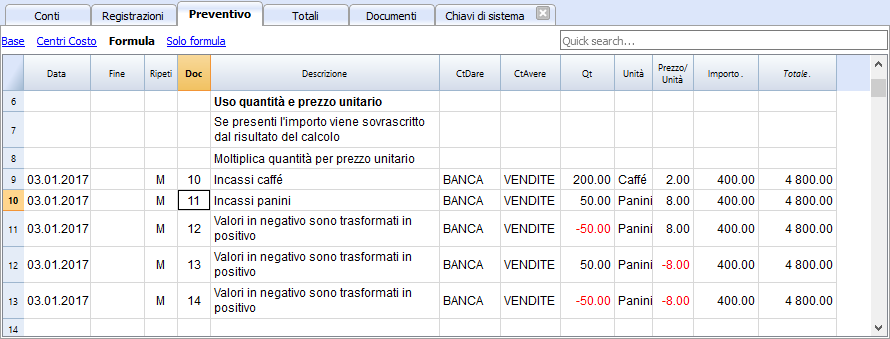 Conti Registrazioni Preventivo Totali Documenti Chiavi di sistema
Base Centri Costo Formula Solo formula Quick search...
Data Fine Ripeti Doc Descrizione CtDare CtAvere Qt Unità Prezzo/ Importo. Totale.
Unità
6 Uso quantità e prezzo unitario
7 Se presenti l'importo viene sovrascritto
dal risultato del calcolo
8 Moltiplica quantità per prezzo unitario
9 03.01.2017 M 10 Incassi caffé BANCA VENDITE 200.00 Caffé 2.00 400.00 4 800.00
10 03.01.2017 M 11 Incassi panini BANCA VENDITE 50.00 Panini 8.00 400.00 4 800.00
11 03.01.2017 M 12 Valori in negativo sono trasformati in BANCA VENDITE -50.00 Panini 8.00 400.00 4 800.00
positivo
12 03.01.2017 M 13 Valori in negativo sono trasformati in BANCA VENDITE 50.00 Panini -8.00 400.00 4 800.00
positivo
13 03.01.2017 M 14 Valori in negativo sono trasformati in BANCA VENDITE -50.00 Panini -8.00 400.00 4 800.00
positivo
14